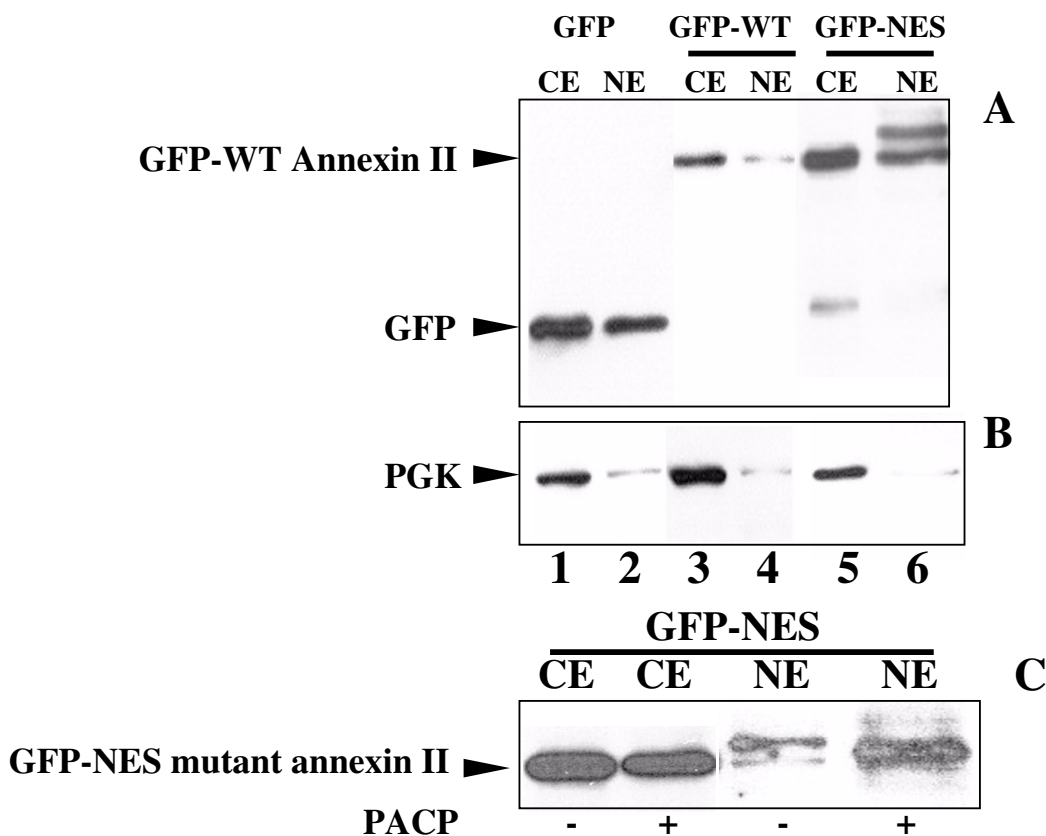 GFP GFP-WT GFP-NES
CE NE CE NE CE NE
A
GFP-WT Annexin II
GFP
B
PGK
1 2 3 4 5 6
GFP-NES
CE CE NE NE
C
GFP-NES mutant annexin II
PACP - + - +